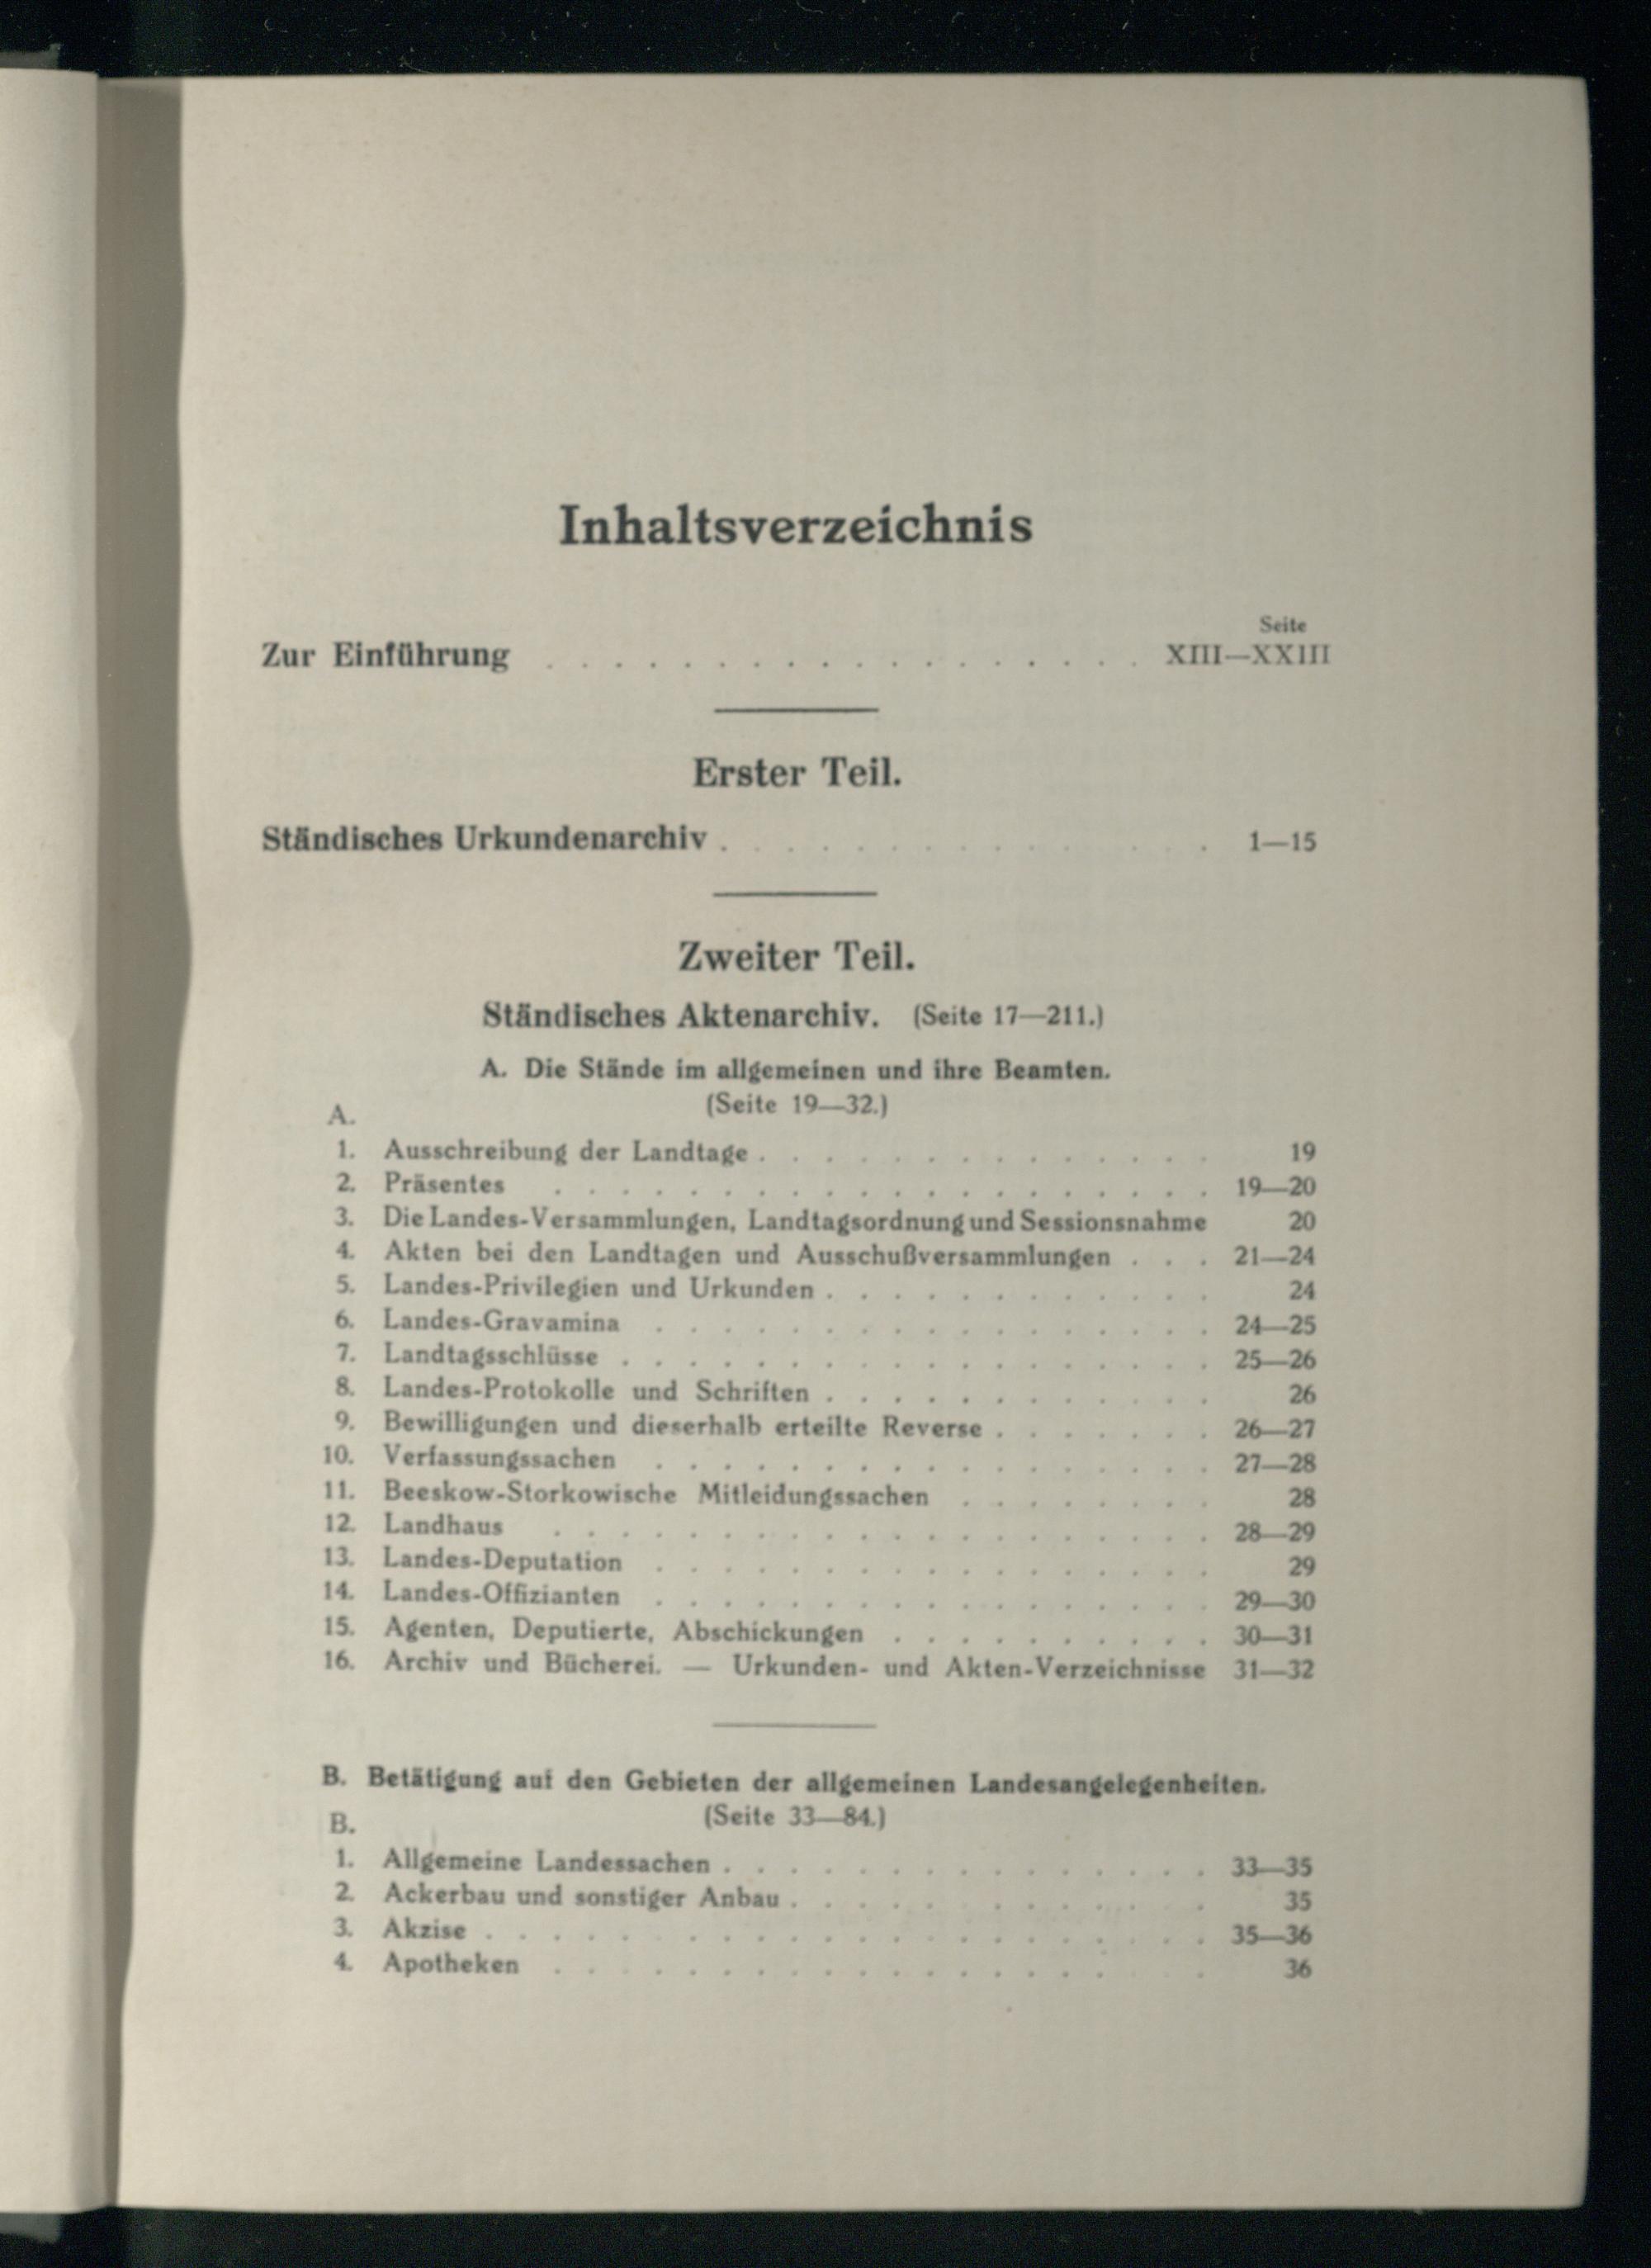 Inhaltsverzeichnis
Seite
Zur Einführung . . . . . . . . . . . . . . . . . . XIII—XXIII
Erster Teil.
Ständisches Urkundenarchiv . . . . . . . . . . . . . . . 1—15
Zweiter Teil.
Ständisches Aktenarchiv. (Seite 17—211.)
A. Die Stände im allgemeinen und ihre Beamten.
(Seite 19—32.)
A.
1. Ausschreibung der Landtage . . . . . . . . . . . . . . 19
2. Präsentes . . . . . . . . . . . . . . . . . . . . 19—20
3. Die Landes-Versammlungen, Landtagsordnung und Sessionsnahme 20
4. Akten bei den Landtagen und Ausschußversammlungen . . . 21—24
5. Landes-Privilegien und Urkunden . . . . . . . . . . . . 24
6. Landes-Gravamina . . . . . . . . . . . . . . . . . 24—25
7. Landtagsschlüsse . . . . . . . . . . . . . . . . . . 25—26
8. Landes-Protokolle und Schriften . . . . . . . . . . . . 26
9. Bewilligungen und dieserhalb erteilte Reverse . . . . . . . 26—27
10. Verfassungssachen . . . . . . . . . . . . . . . . . 27—28
11. Beeskow-Storkowische Mitleidungssachen . . . . . . . . 28
12. Landhaus . . . . . . . . . . . . . . . . . . . . 28—29
13. Landes-Deputation . . . . . . . . . . . . . . . . . 29
14. Landes-Offizianten . . . . . . . . . . . . . . . . . 29—30
15. Agenten, Deputierte, Abschickungen . . . . . . . . . . 30—31
16. Archiv und Bücherei. — Urkunden- und Akten-Verzeichnisse 31—32
B. Betätigung auf den Gebieten der allgemeinen Landesangelegenheiten.
(Seite 33—84.)
B.
1. Allgemeine Landessachen . . . . . . . . . . . . . . . 33—35
2. Ackerbau und sonstiger Anbau . . . . . . . . . . . . . 35
3. Akzise . . . . . . . . . . . . . . . . . . . . . . 35—36
4. Apotheken . . . . . . . . . . . . . . . . . . . . 36